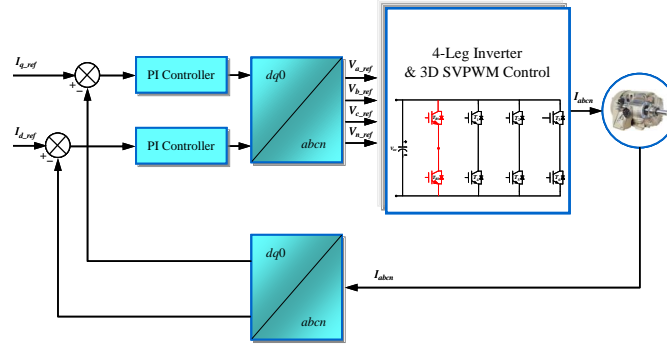 I_q_ref
+
−
PI Controller
dq0
abcn
V_a_ref
V_b_ref
V_c_ref
V_n_ref
4-Leg Inverter
& 3D SVPWM Control
I_abcn
I_d_ref
+
−
PI Controller
dq0
abcn
I_abcn